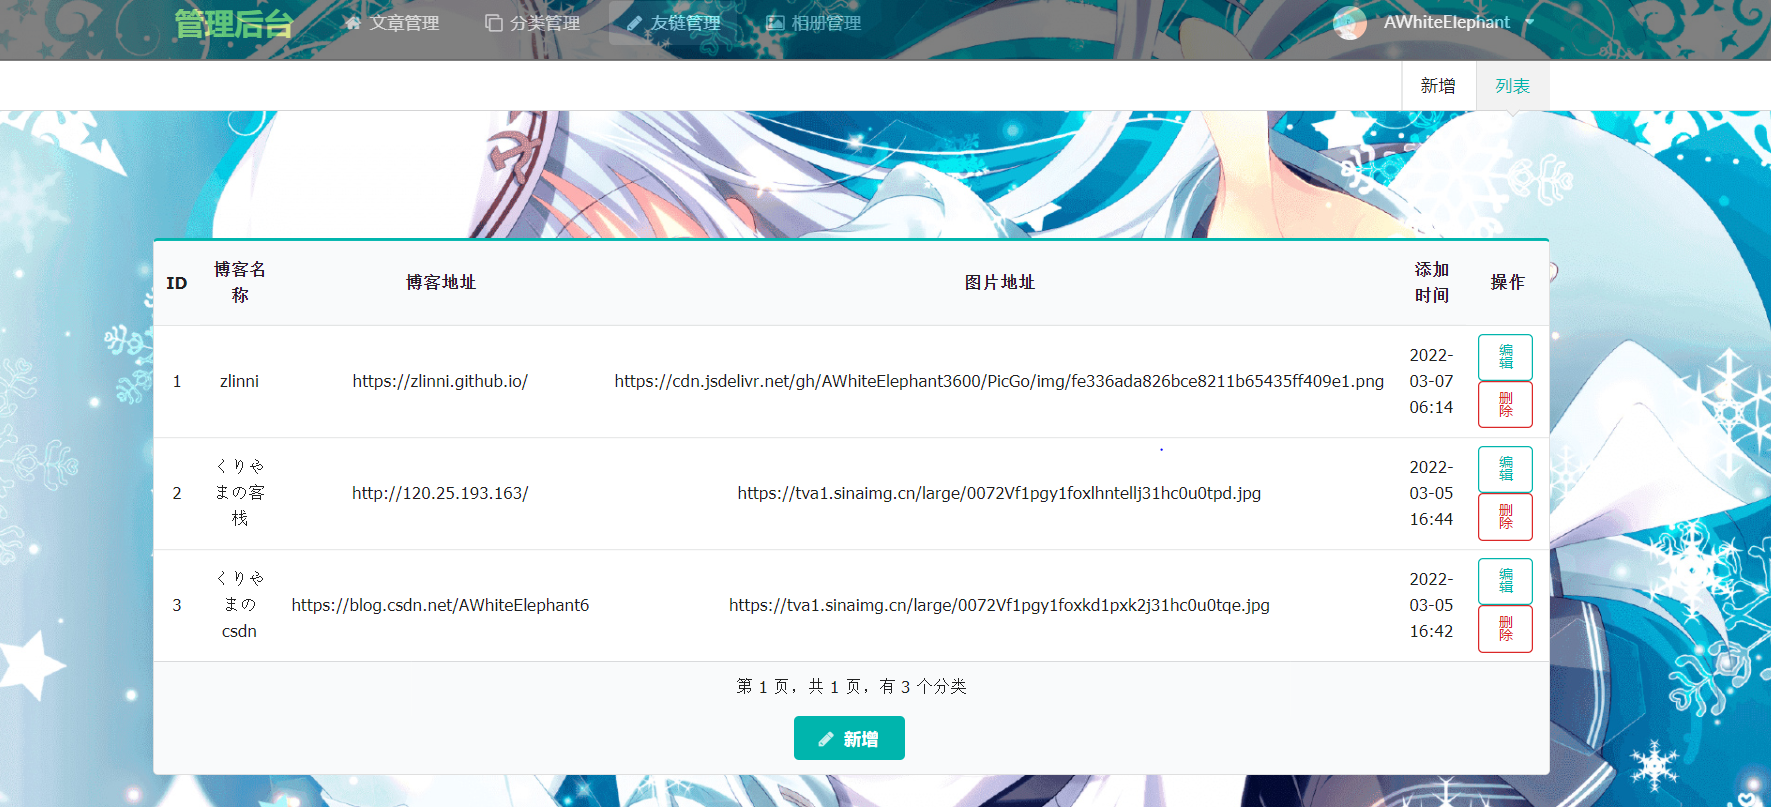 管理后台 文章管理 分类管理 友链管理 相册管理 AWhiteElephant
新增 列表
ID 博客名称 博客地址 图片地址 添加时间 操作
1 zlinni https://zlinni.github.io/ https://cdn.jsdelivr.net/gh/AWhiteElephant3600/PicGo/img/fe336ada826bce8211b65435ff409e1.png 2022-03-07 06:14 编辑 删除
2 くりやまの客栈 http://120.25.193.163/ https://tva1.sinaimg.cn/large/0072Vf1pgy1foxlhntellj31hc0u0tpd.jpg 2022-03-05 16:44 编辑 删除
3 くりやまの csdn https://blog.csdn.net/AWhiteElephant6 https://tva1.sinaimg.cn/large/0072Vf1pgy1foxkd1pxk2j31hc0u0tqe.jpg 2022-03-05 16:42 编辑 删除
第 1 页，共 1 页，有 3 个分类
新增